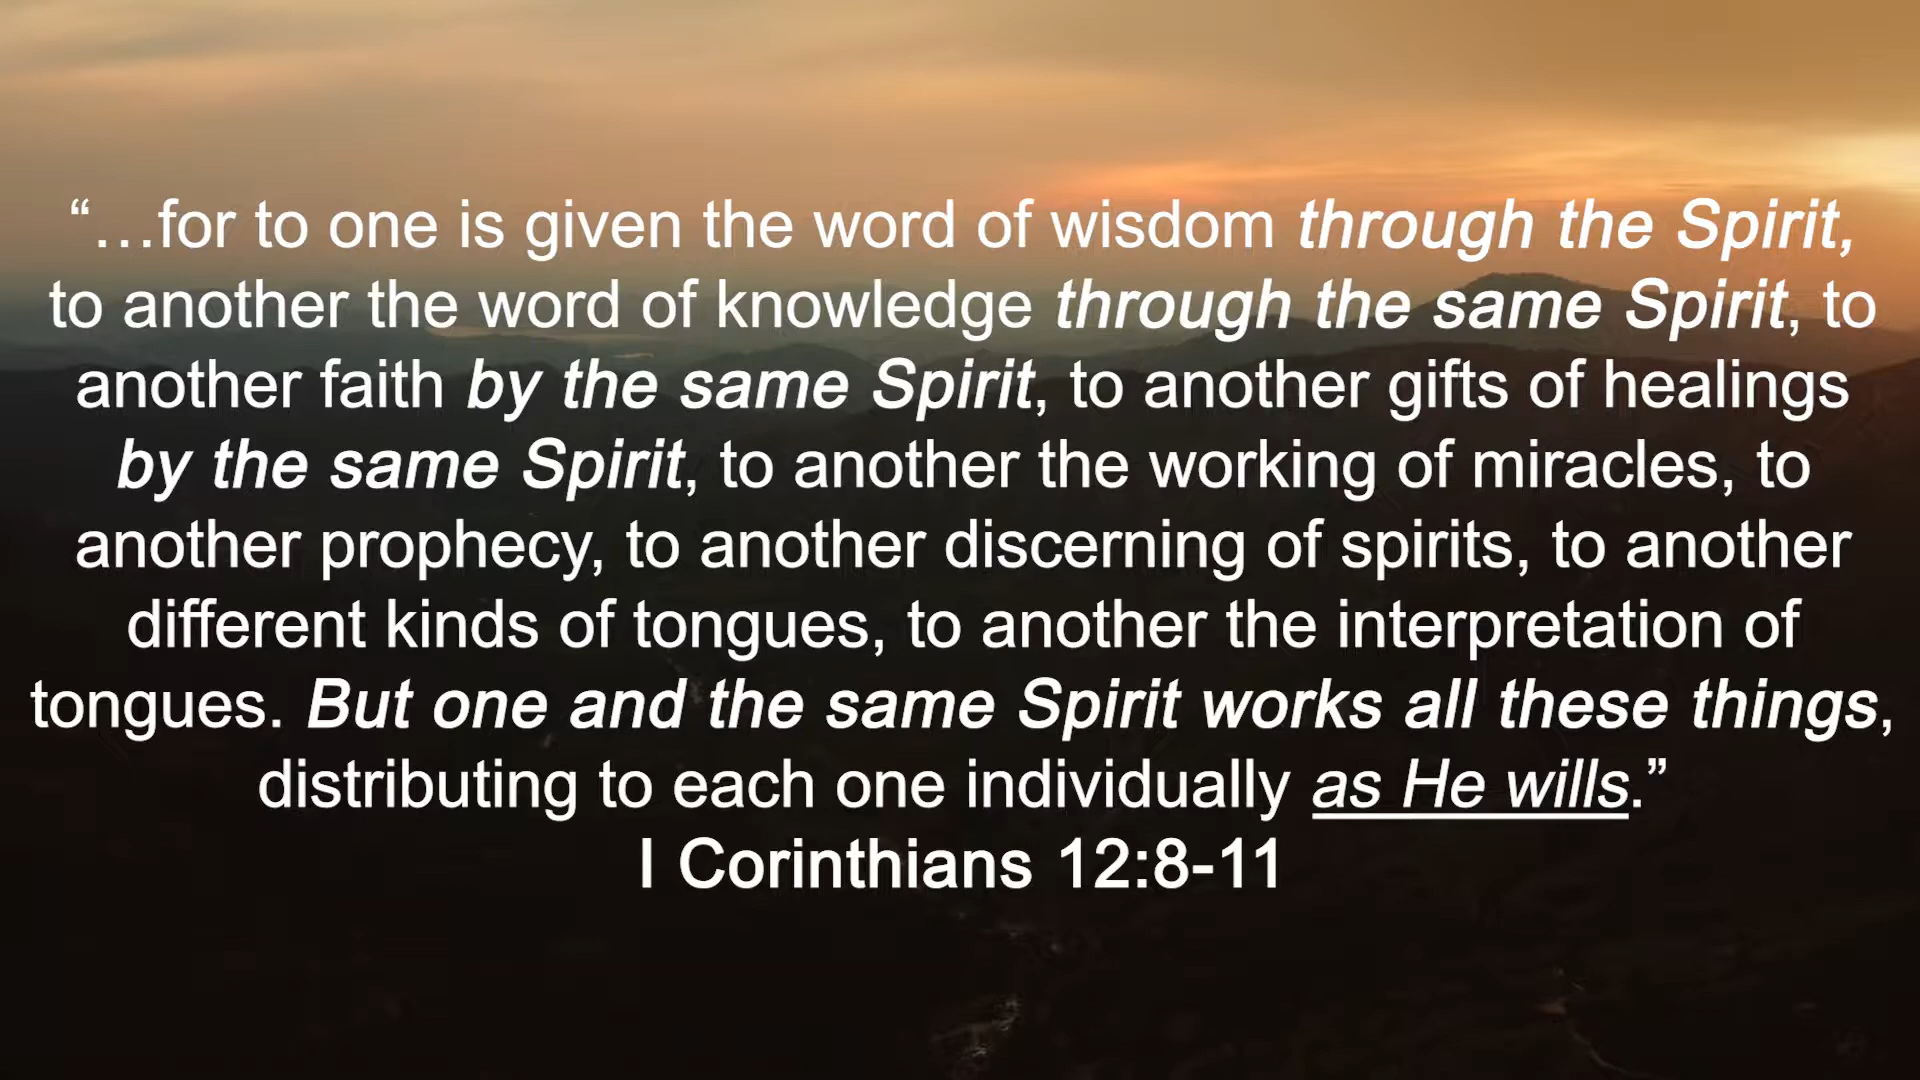 “…for to one is given the word of wisdom through the Spirit,
to another the word of knowledge through the same Spirit, to
another faith by the same Spirit, to another gifts of healings
by the same Spirit, to another the working of miracles, to
another prophecy, to another discerning of spirits, to another
different kinds of tongues, to another the interpretation of
tongues. But one and the same Spirit works all these things,
distributing to each one individually as He wills.”
I Corinthians 12:8-11